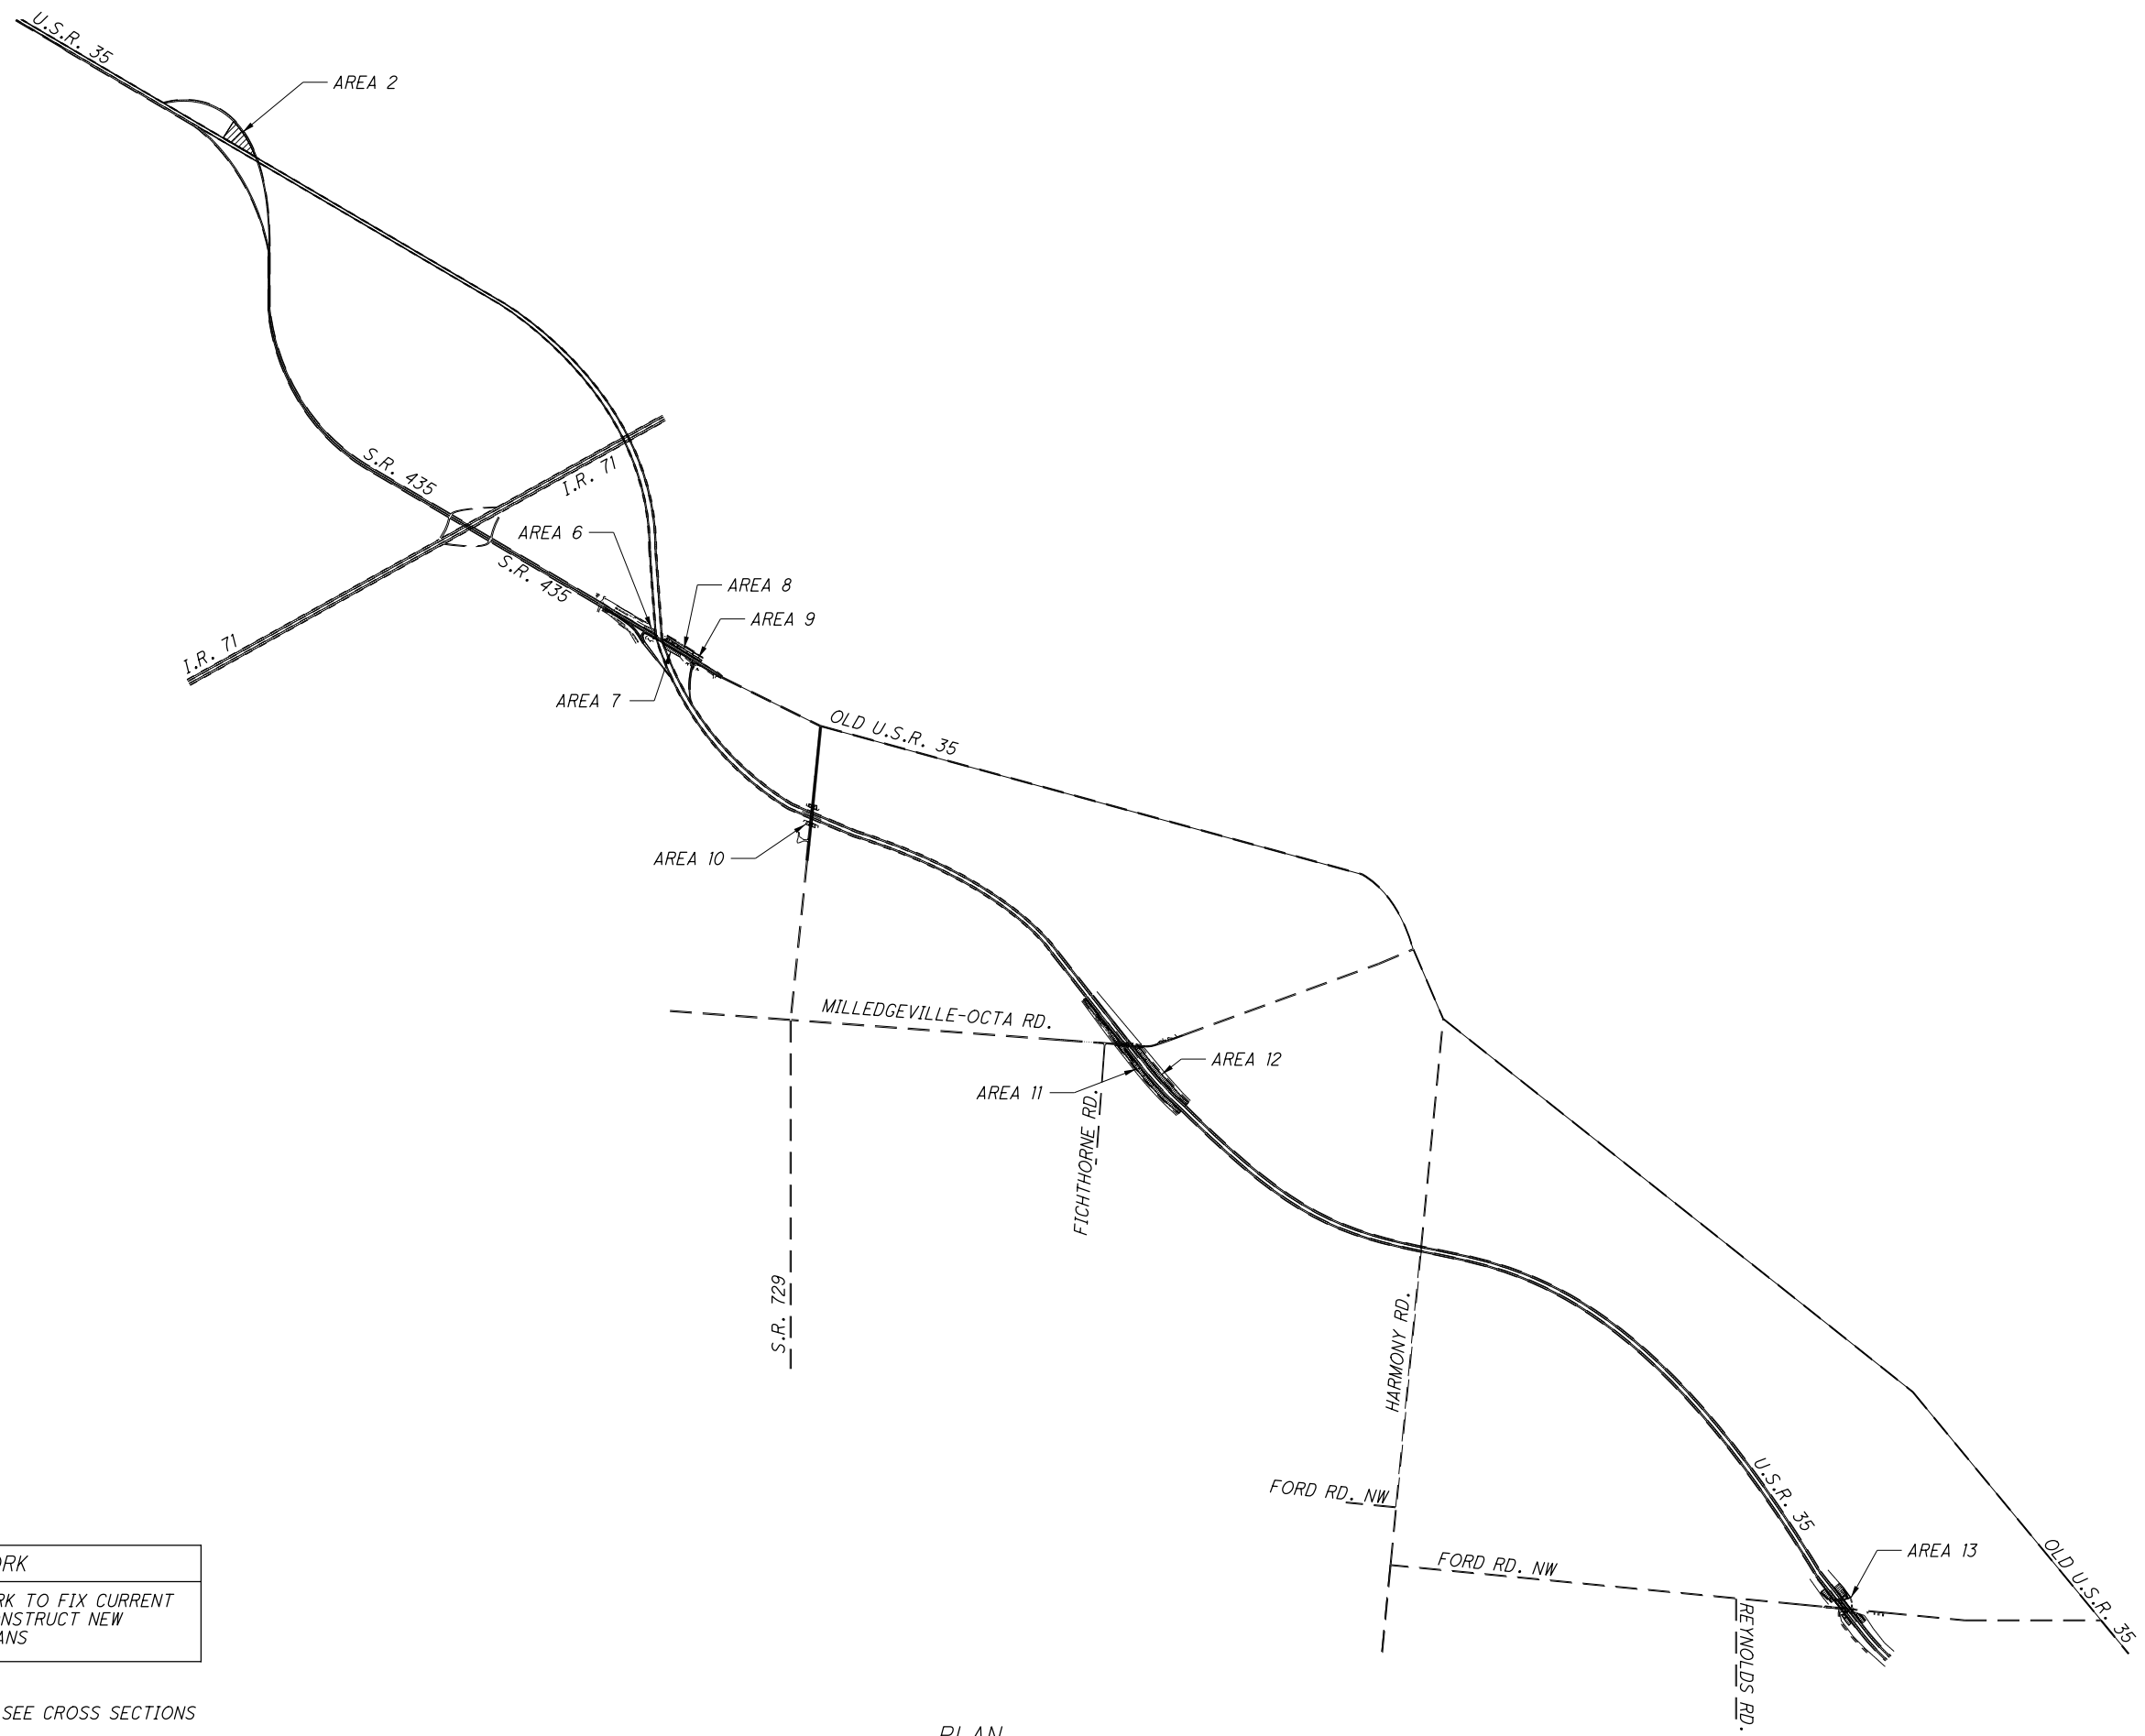 U.S.R. 35
AREA 2
S.R. 435
I.R. 71
AREA 6
S.R. 435
AREA 8
AREA 9
I.R. 71
AREA 7
OLD U.S.R. 35
AREA 10
MILLEDGEVILLE-OCTA RD.
AREA 12
AREA 11
FICHTHORNE RD.
S.R. 729
HARMONY RD.
U.S.R. 35
FORD RD. NW
FORD RD. NW
AREA 13
OLD U.S.R. 35
REYNOLDS RD.
RK TO FIX CURRENT
NSTRUCT NEW
ANS
SEE CROSS SECTIONS
PLAN